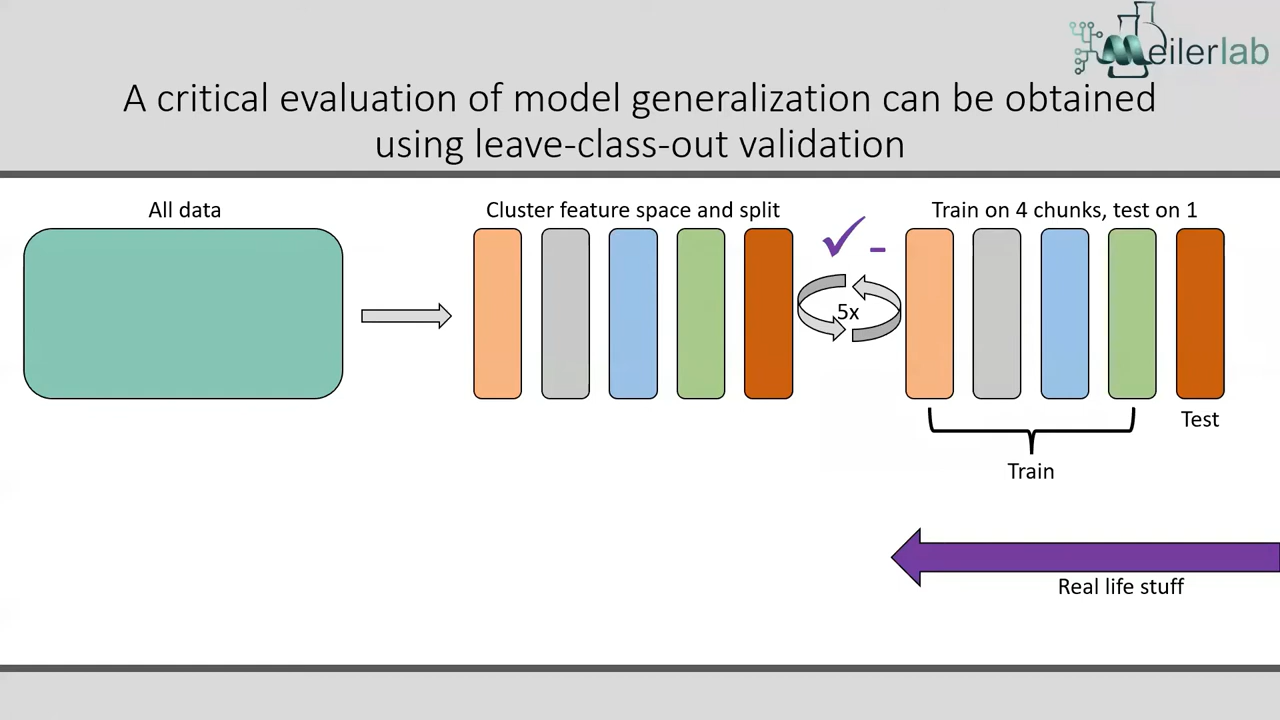 Meilerlab
A critical evaluation of model generalization can be obtained
using leave-class-out validation
All data
Cluster feature space and split
Train on 4 chunks, test on 1
5x
Test
Train
Real life stuff